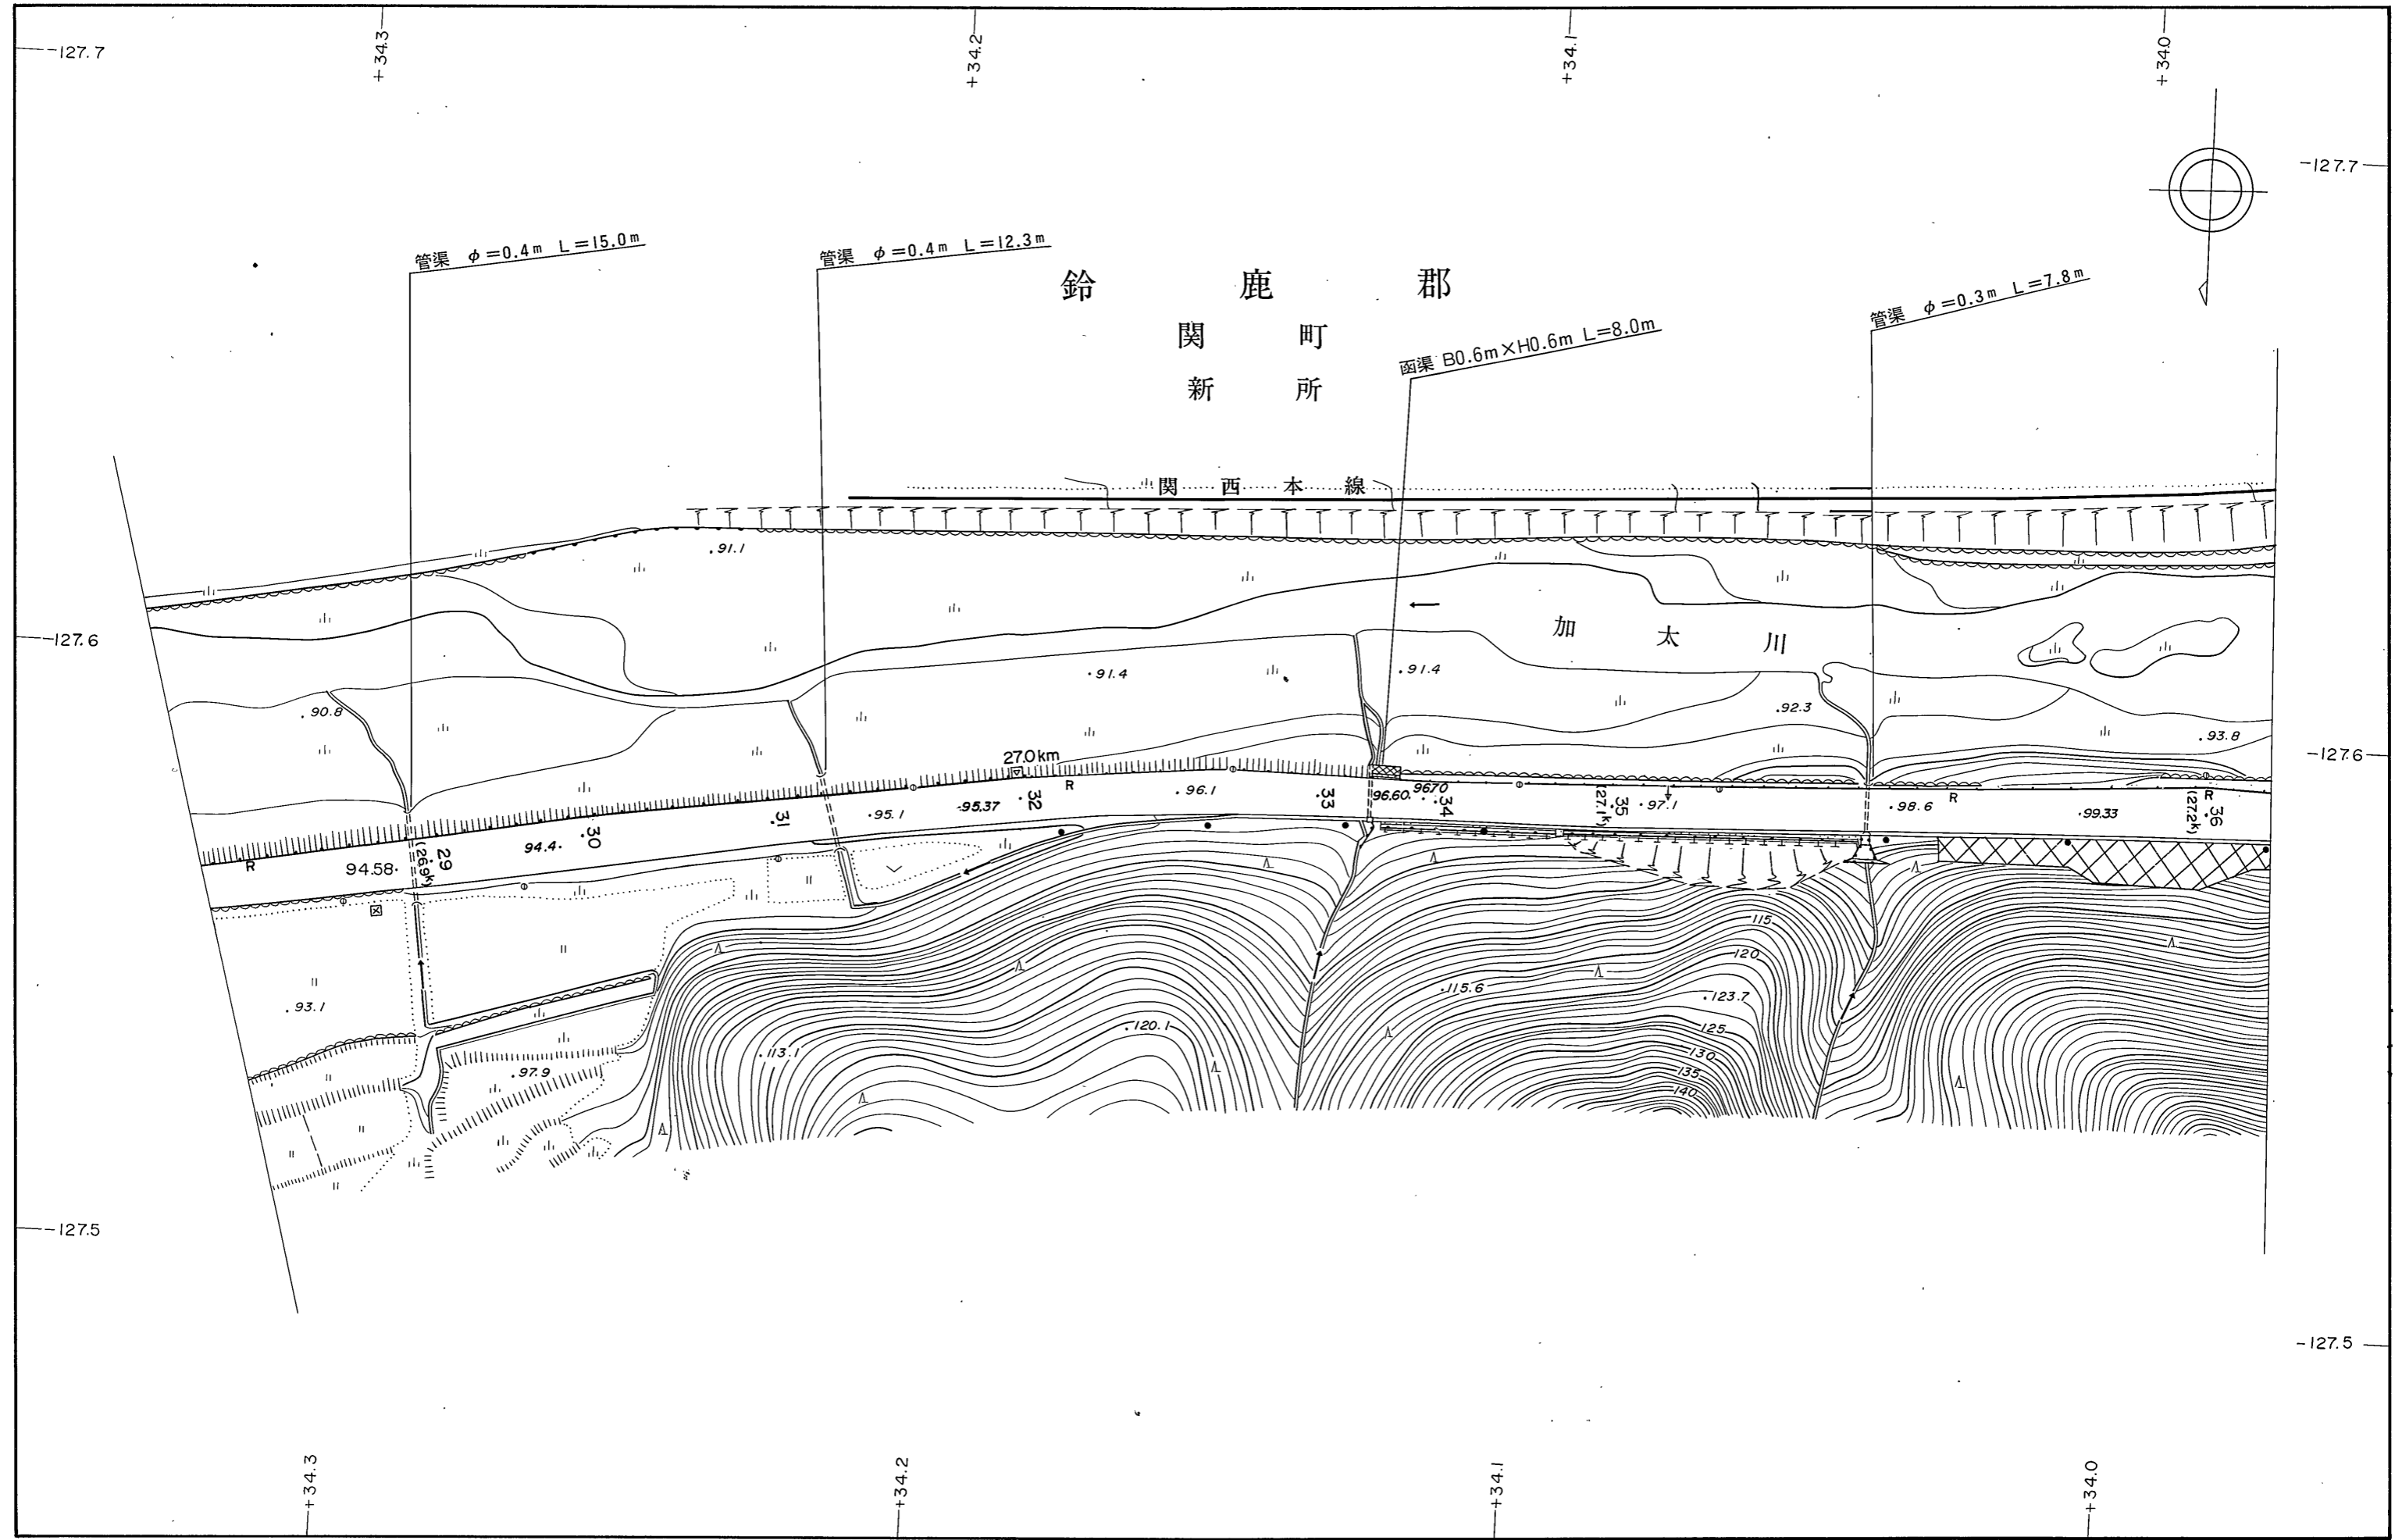 -127.7
+34.3
+34.2
+34.1
+34.0
-127.7
管渠 φ=0.4m L=15.0m
管渠 φ=0.4m L=12.3m
鈴鹿郡
関町
新所
函渠 B0.6m×H0.6m L=8.0m
管渠 φ=0.3m L=7.8m
関西本線
.91.1
加太川
-127.6
.91.4
.91.4
.90.8
.92.3
.93.8
-127.6
27.0km
R
.96.1
.95.1
.95.37
32
33
96.60
.96.70
34
(27.1k)
35
.97.1
.98.6
R
.99.33
R
(27.2k)
36
31
30
94.4.
29
(26.9k)
94.58.
R
115
120
.115.6
.123.7
125
130
135
140
.120.1
.113.1
.93.1
.97.9
-127.5
-127.5
+34.3
+34.2
+34.1
+34.0